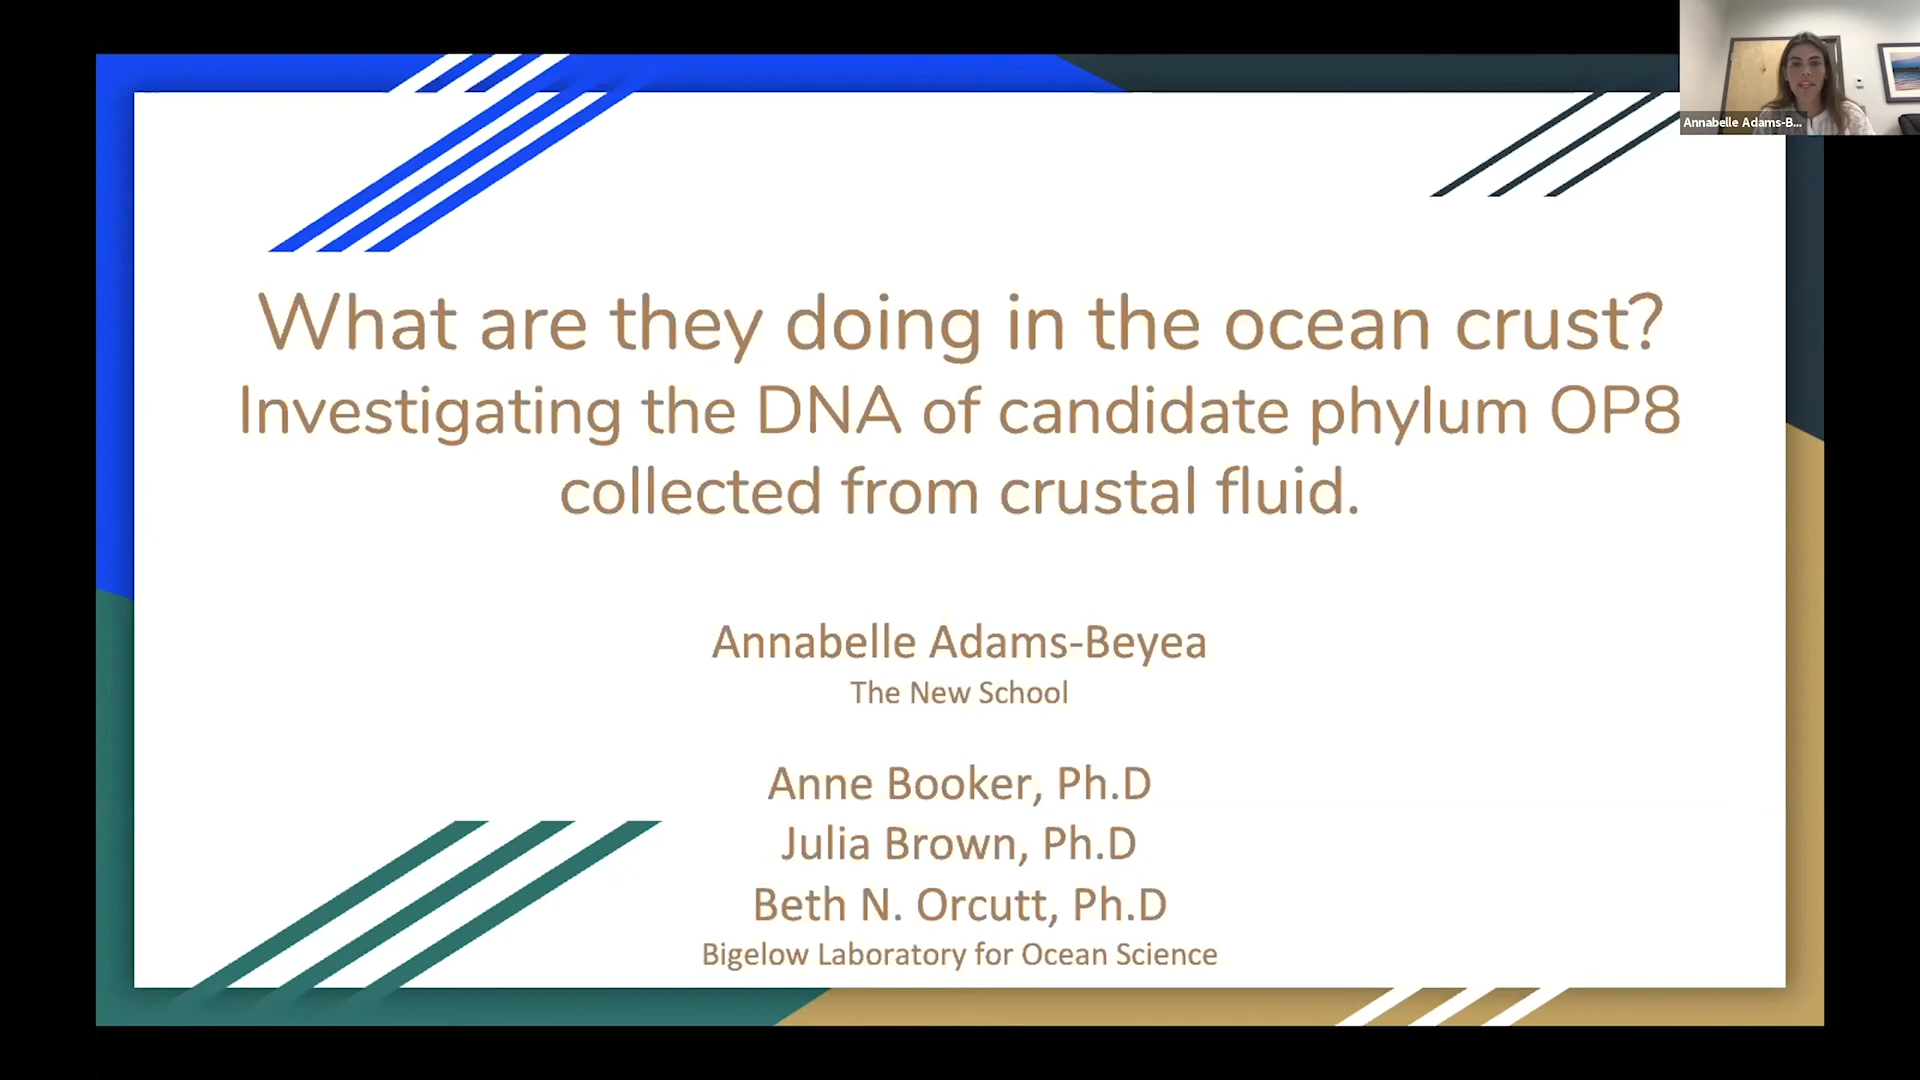 What are they doing in the ocean crust?
Investigating the DNA of candidate phylum OP8
collected from crustal fluid.
Annabelle Adams-Beyea
The New School
Anne Booker, Ph.D
Julia Brown, Ph.D
Beth N. Orcutt, Ph.D
Bigelow Laboratory for Ocean Science
Annabelle Adams-B...